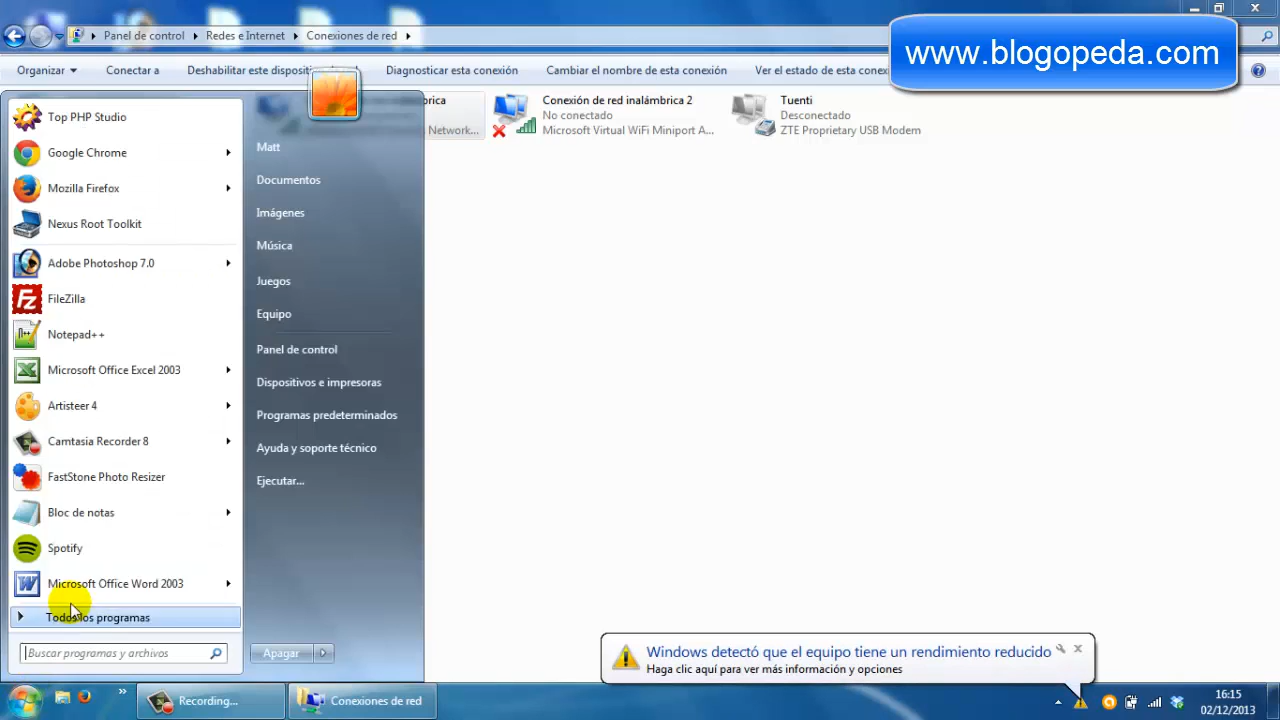 Panel de control
Redes e Internet
Conexiones de red
www.blogopeda.com
Organizar
Conectar a
Deshabilitar este
Diagnosticar esta conexión
Cambiar el nombre de esta conexión
Ver el estado de esta
Network...
Conexión de red inalámbrica 2
No conectado
Microsoft Virtual WiFi Miniport A...
Tuenti
Desconectado
ZTE Proprietary USB Modem
Top PHP Studio
Google Chrome
Mozilla Firefox
Nexus Root Toolkit
Adobe Photoshop 7.0
FileZilla
Notepad++
Microsoft Office Excel 2003
Artisteer 4
Camtasia Recorder 8
FastStone Photo Resizer
Bloc de notas
Spotify
Microsoft Office Word 2003
Todos los programas
Buscar programas y archivos
Matt
Documentos
Imágenes
Música
Juegos
Equipo
Panel de control
Dispositivos e impresoras
Programas predeterminados
Ayuda y soporte técnico
Ejecutar...
Apagar
Windows detectó que el equipo tiene un rendimiento reducido
Haga clic aquí para ver más información y opciones
Recording...
Conexiones de red
16:15
02/12/2013